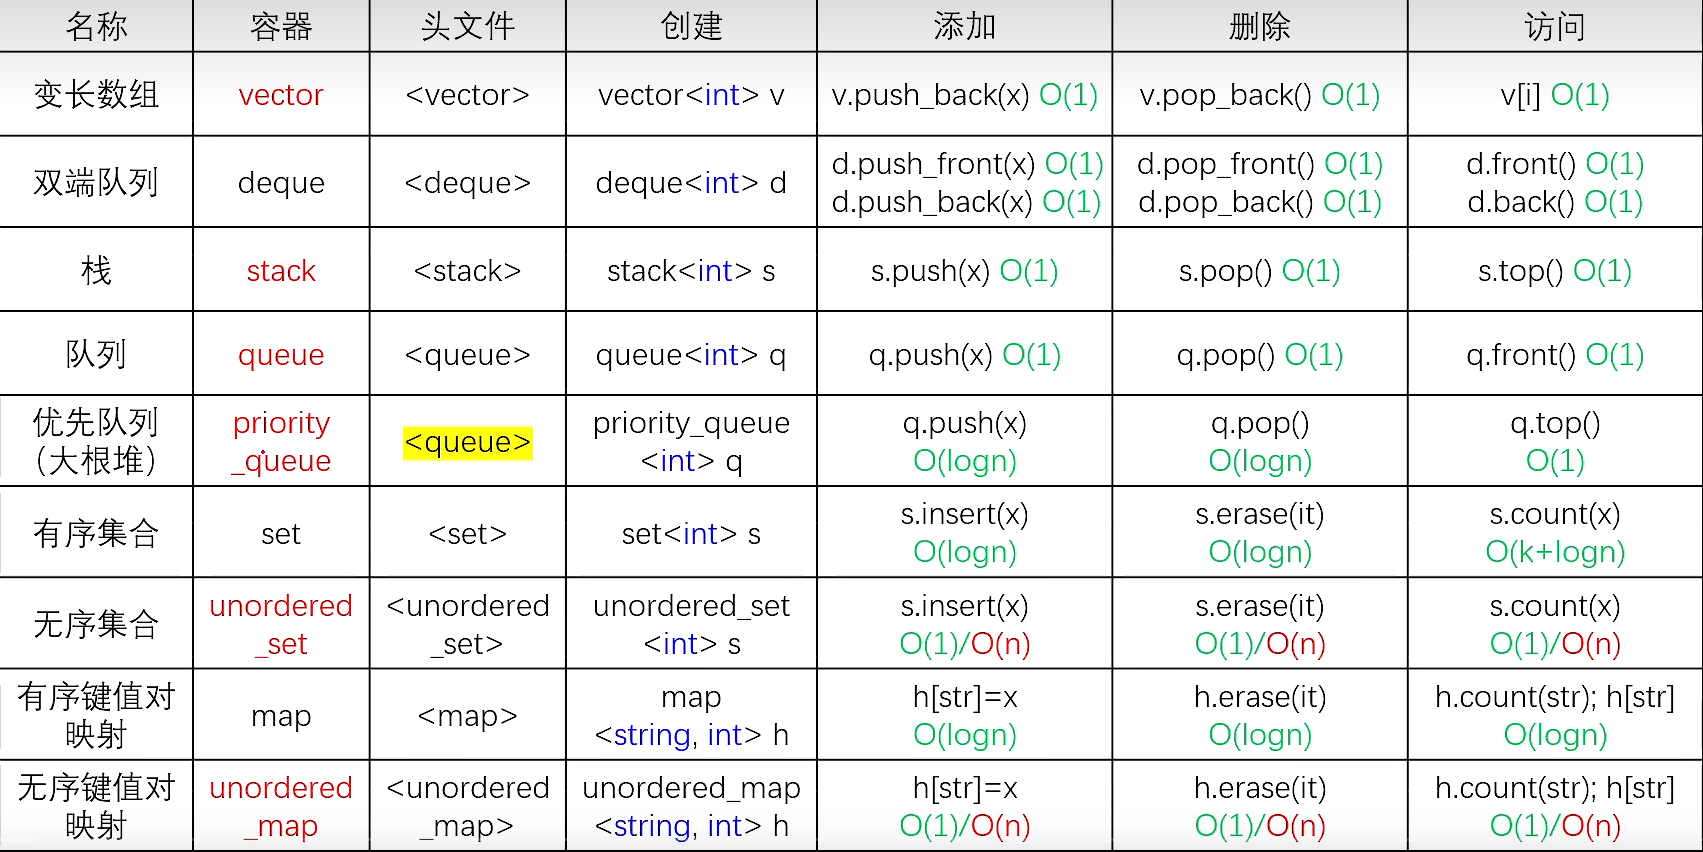 名称 容器 头文件 创建 添加 删除 访问
变长数组 vector <vector> vector<int> v v.push_back(x) O(1) v.pop_back() O(1) v[i] O(1)
双端队列 deque <deque> deque<int> d d.push_front(x) O(1) d.pop_front() O(1) d.front() O(1)
d.push_back(x) O(1) d.pop_back() O(1) d.back() O(1)
栈 stack <stack> stack<int> s s.push(x) O(1) s.pop() O(1) s.top() O(1)
队列 queue <queue> queue<int> q q.push(x) O(1) q.pop() O(1) q.front() O(1)
优先队列 priority <queue> priority_queue q.push(x) q.pop() q.top()
（大根堆） _queue <int> q O(logn) O(logn) O(1)
有序集合 set <set> set<int> s s.insert(x) s.erase(it) s.count(x)
O(logn) O(logn) O(k+logn)
无序集合 unordered <unordered unordered_set s.insert(x) s.erase(it) s.count(x)
_set _set> <int> s O(1)/O(n) O(1)/O(n) O(1)/O(n)
有序键值对 map <map> map h[str]=x h.erase(it) h.count(str); h[str]
映射 <string, int> h O(logn) O(logn) O(logn)
无序键值对 unordered <unordered unordered_map h[str]=x h.erase(it) h.count(str); h[str]
映射 _map _map> <string, int> h O(1)/O(n) O(1)/O(n) O(1)/O(n)